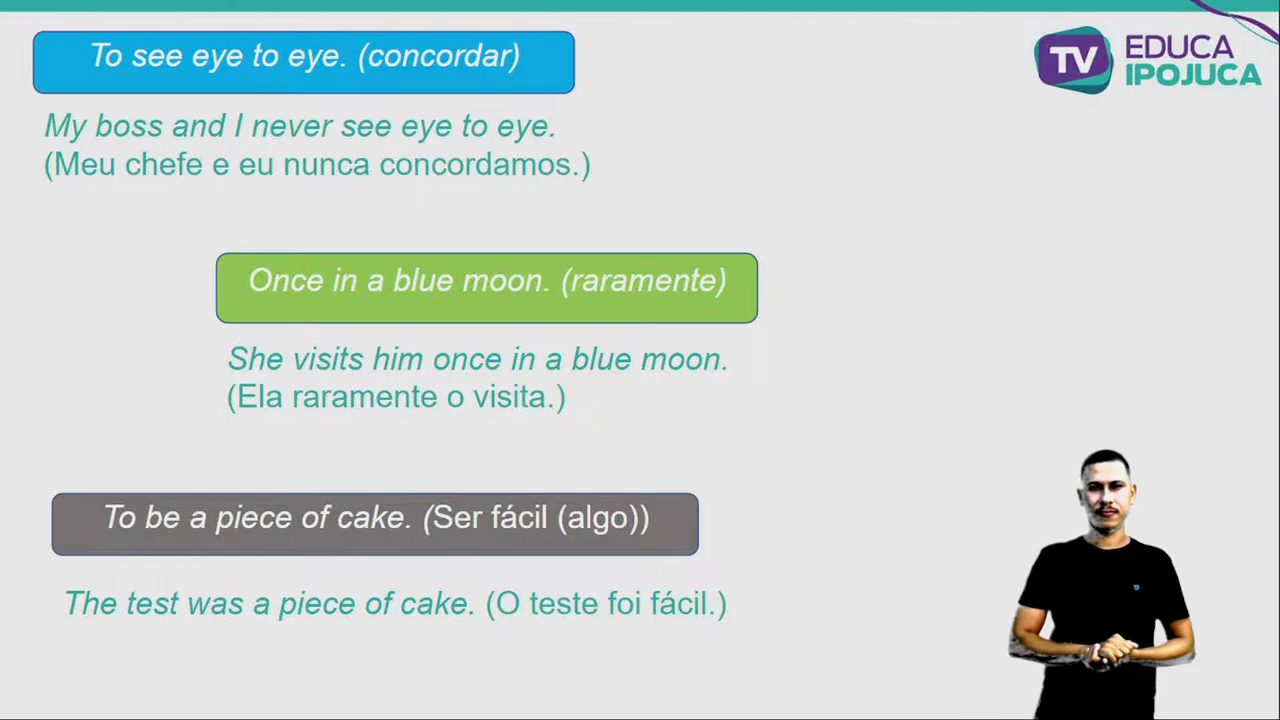 To see eye to eye. (concordar)
TV EDUCA
IPOJUCA
My boss and I never see eye to eye.
(Meu chefe e eu nunca concordamos.)
Once in a blue moon. (raramente)
She visits him once in a blue moon.
(Ela raramente o visita.)
To be a piece of cake. (Ser fácil (algo))
The test was a piece of cake. (O teste foi fácil.)